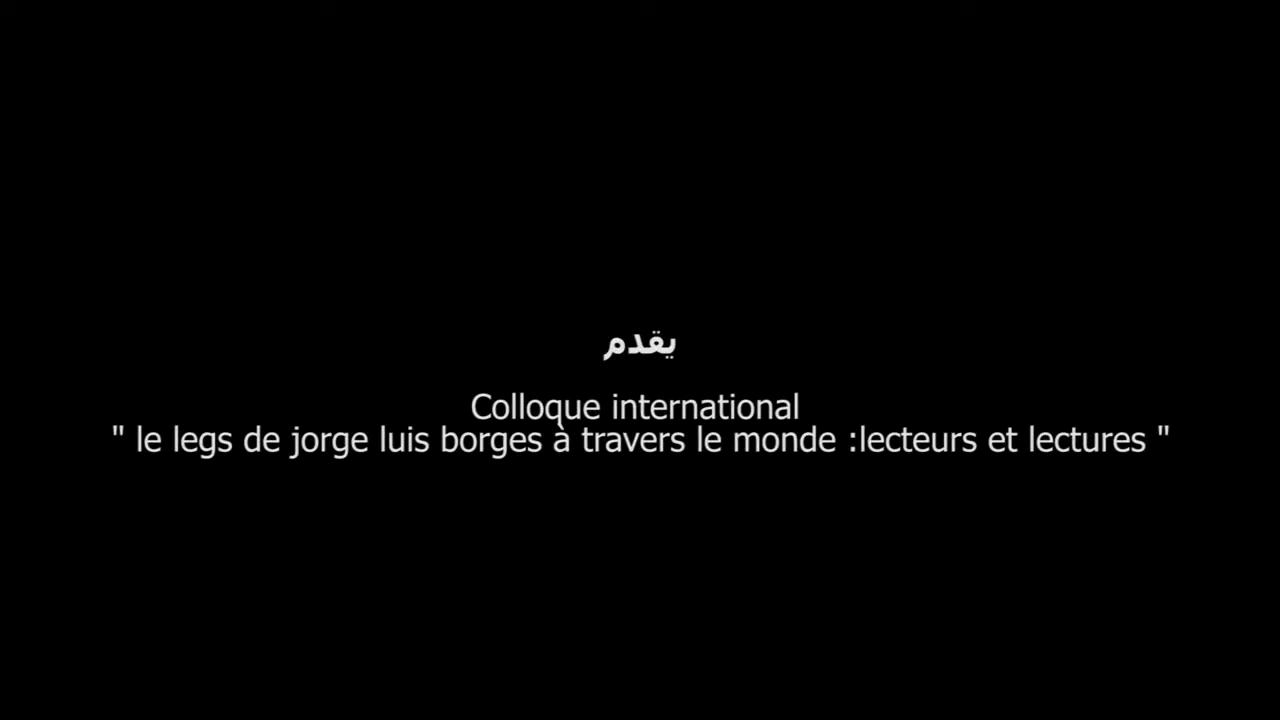 يقدم
Colloque international
" le legs de jorge luis borges à travers le monde :lecteurs et lectures "